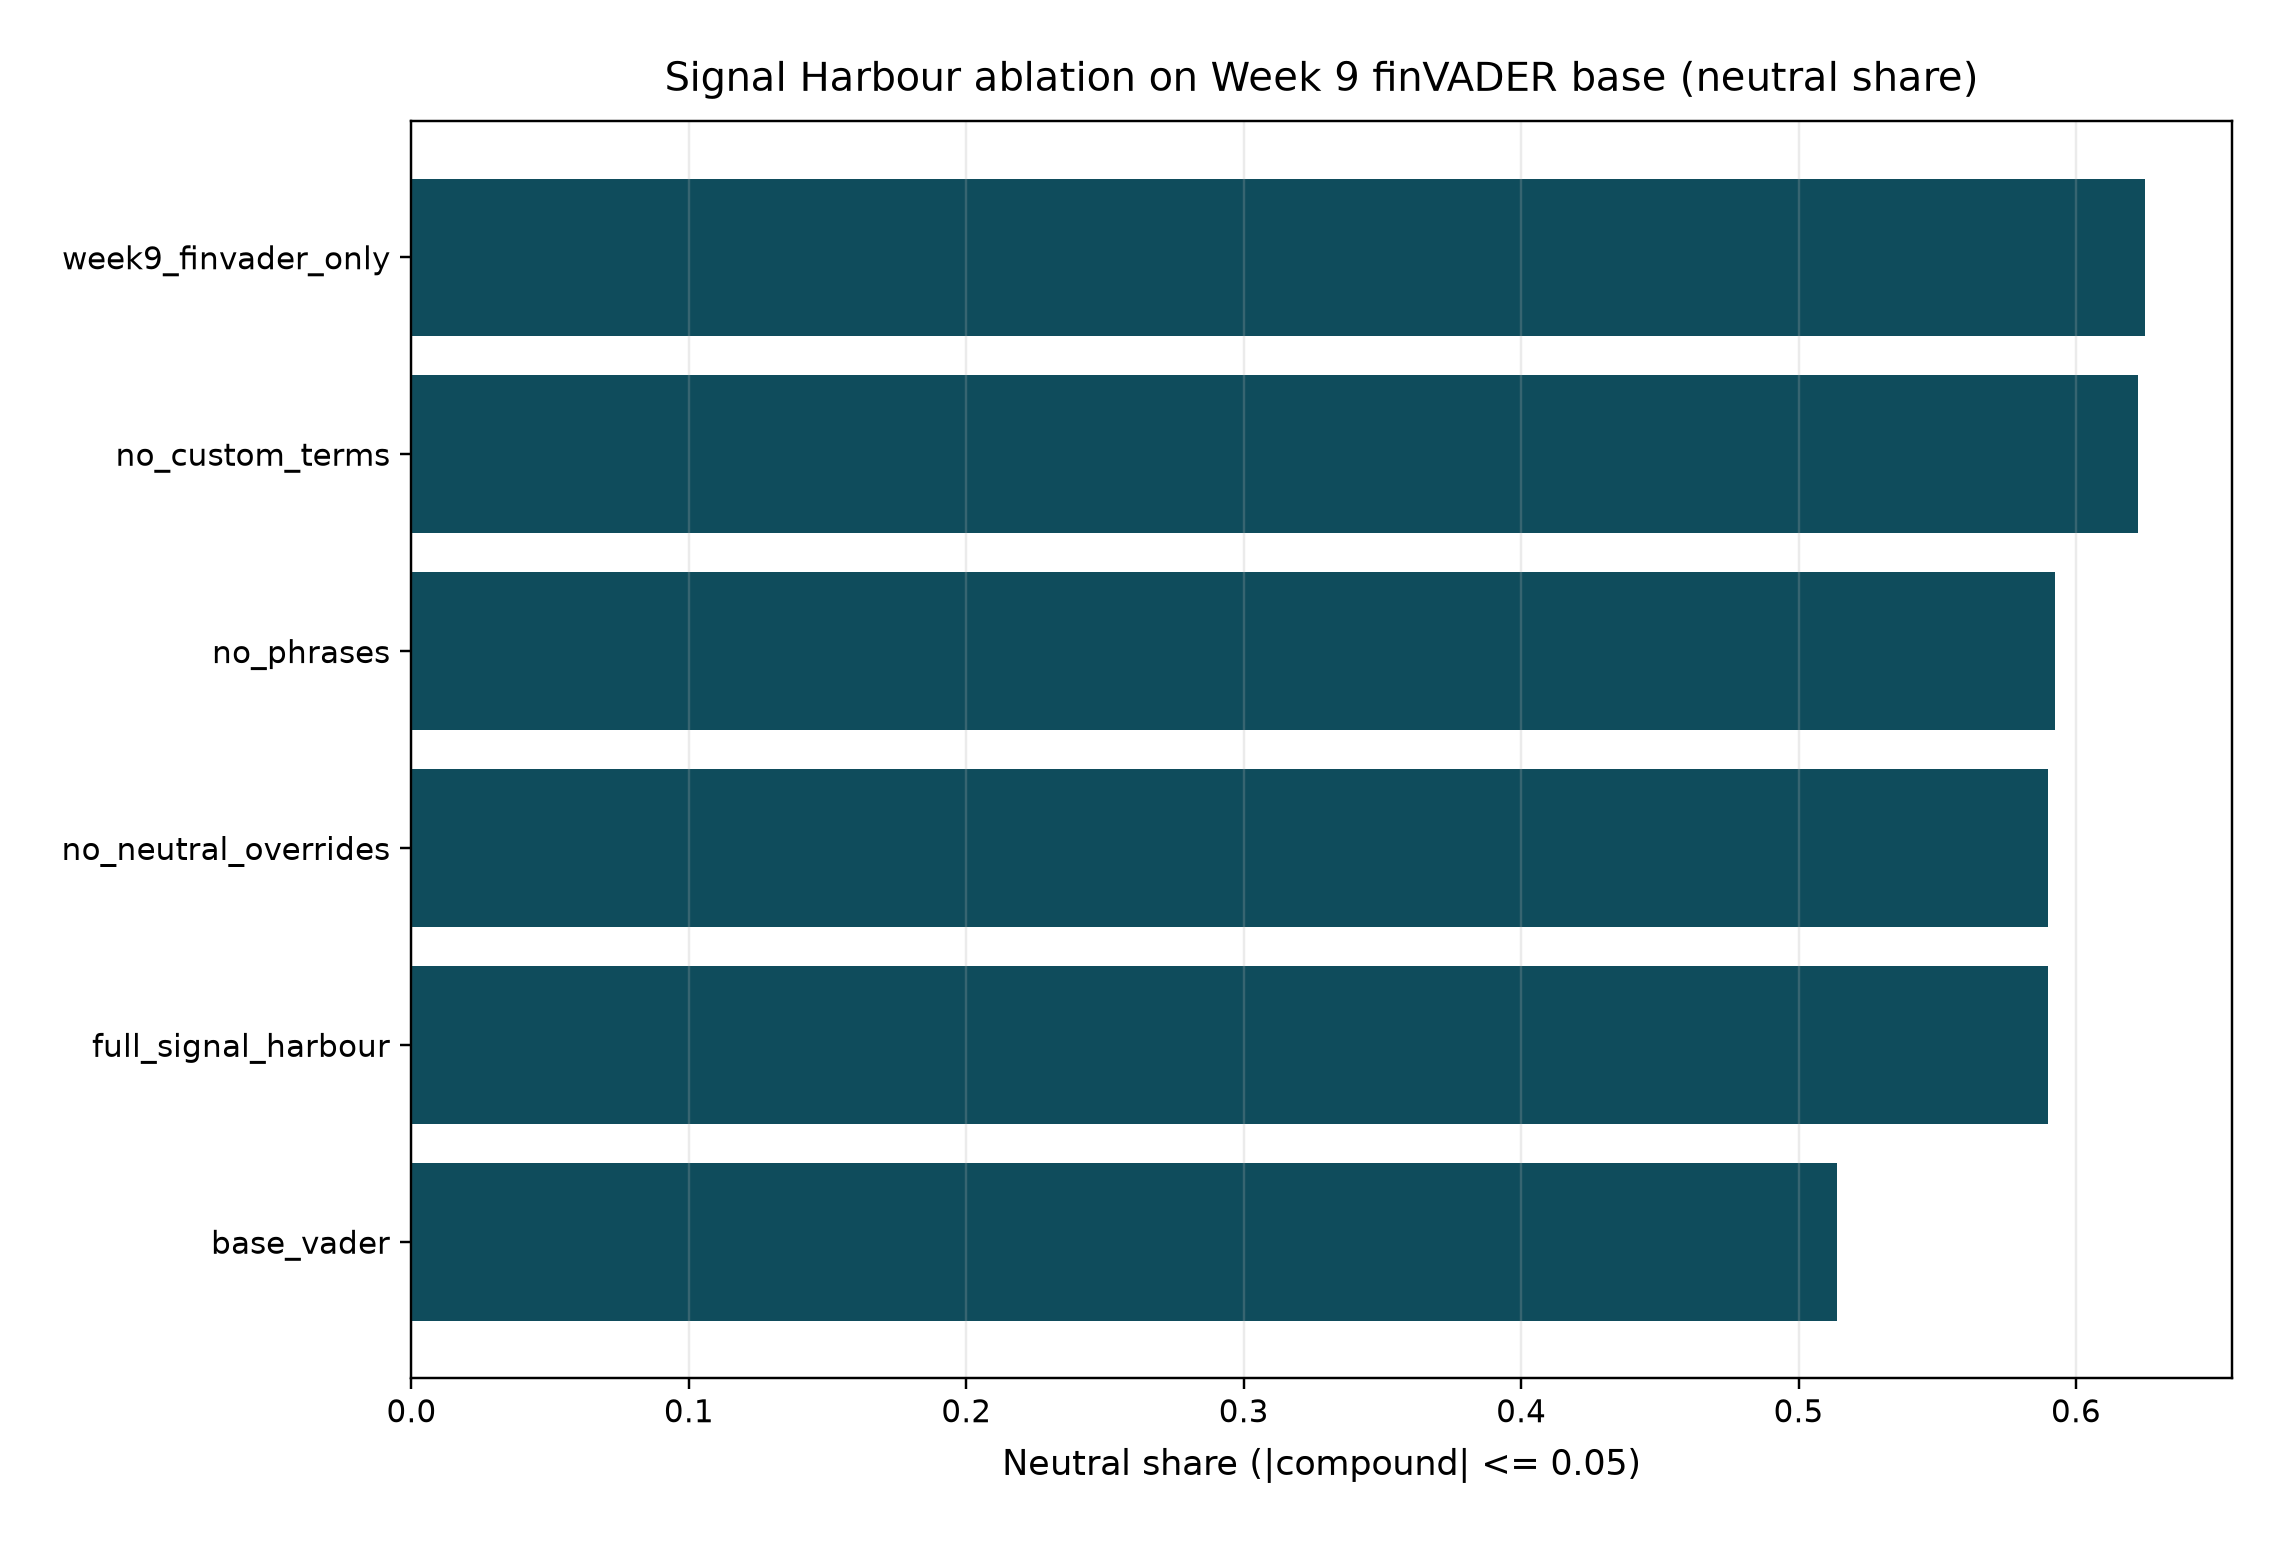 Signal Harbour ablation on Week 9 finVADER base (neutral share)
week9_finvader_only
no_custom_terms
no_phrases
no_neutral_overrides
full_signal_harbour
base_vader
0.0 0.1 0.2 0.3 0.4 0.5 0.6
Neutral share (|compound| <= 0.05)